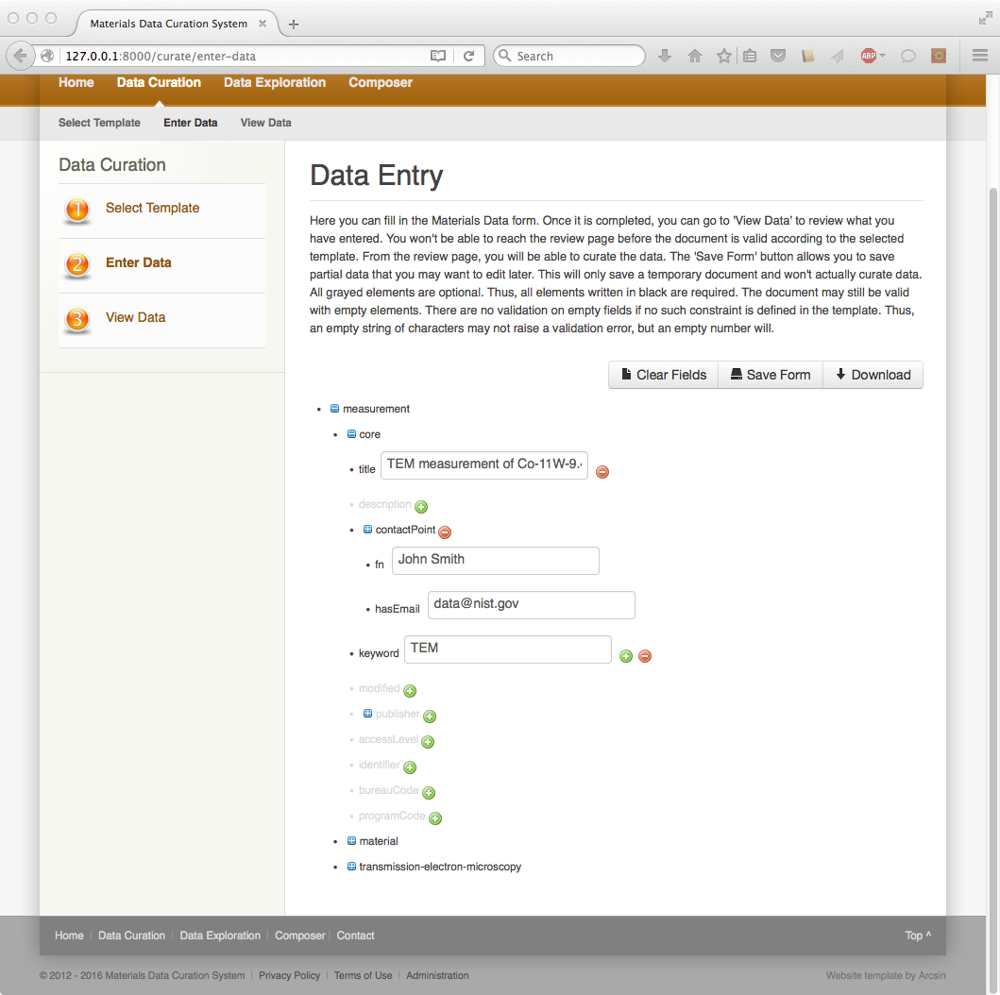 Materials Data Curation System
127.0.0.1:8000/curate/enter-data
Search
ABP
Home Data Curation Data Exploration Composer
Select Template Enter Data View Data
Data Curation
1 Select Template
2 Enter Data
3 View Data
Data Entry
Here you can fill in the Materials Data form. Once it is completed, you can go to 'View Data' to review what you
have entered. You won't be able to reach the review page before the document is valid according to the selected
template. From the review page, you will be able to curate the data. The 'Save Form' button allows you to save
partial data that you may want to edit later. This will only save a temporary document and won't actually curate data.
All grayed elements are optional. Thus, all elements written in black are required. The document may still be valid
with empty elements. There are no validation on empty fields if no such constraint is defined in the template. Thus,
an empty string of characters may not raise a validation error, but an empty number will.
Clear Fields Save Form Download
measurement
core
title TEM measurement of Co-11W-9.
description
contactPoint
fn John Smith
hasEmail data@nist.gov
keyword TEM
modified
publisher
accessLevel
identifier
bureauCode
programCode
material
transmission-electron-microscopy
Home | Data Curation | Data Exploration | Composer | Contact Top ^
© 2012 - 2016 Materials Data Curation System | Privacy Policy | Terms of Use | Administration Website template by Arcsin